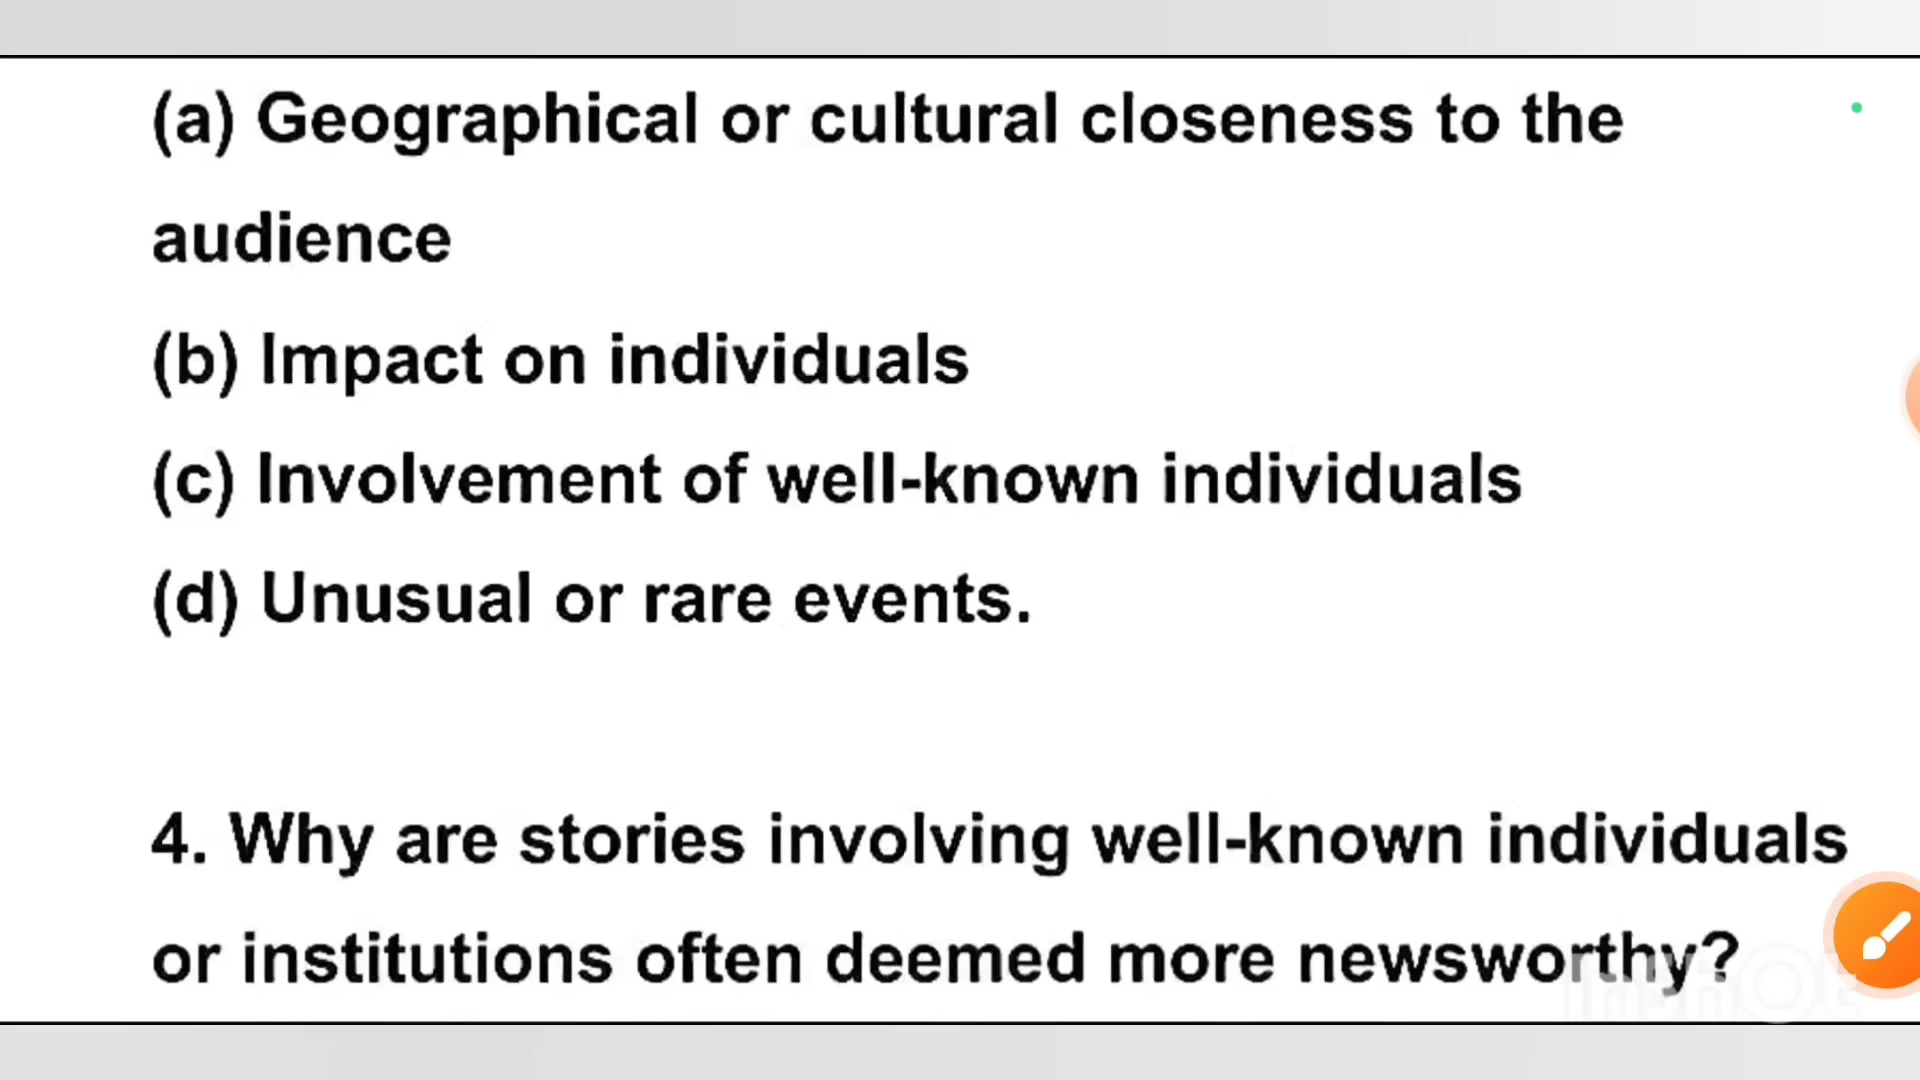 (a) Geographical or cultural closeness to the
audience
(b) Impact on individuals
(c) Involvement of well-known individuals
(d) Unusual or rare events.
4. Why are stories involving well-known individuals
or institutions often deemed more newsworthy?